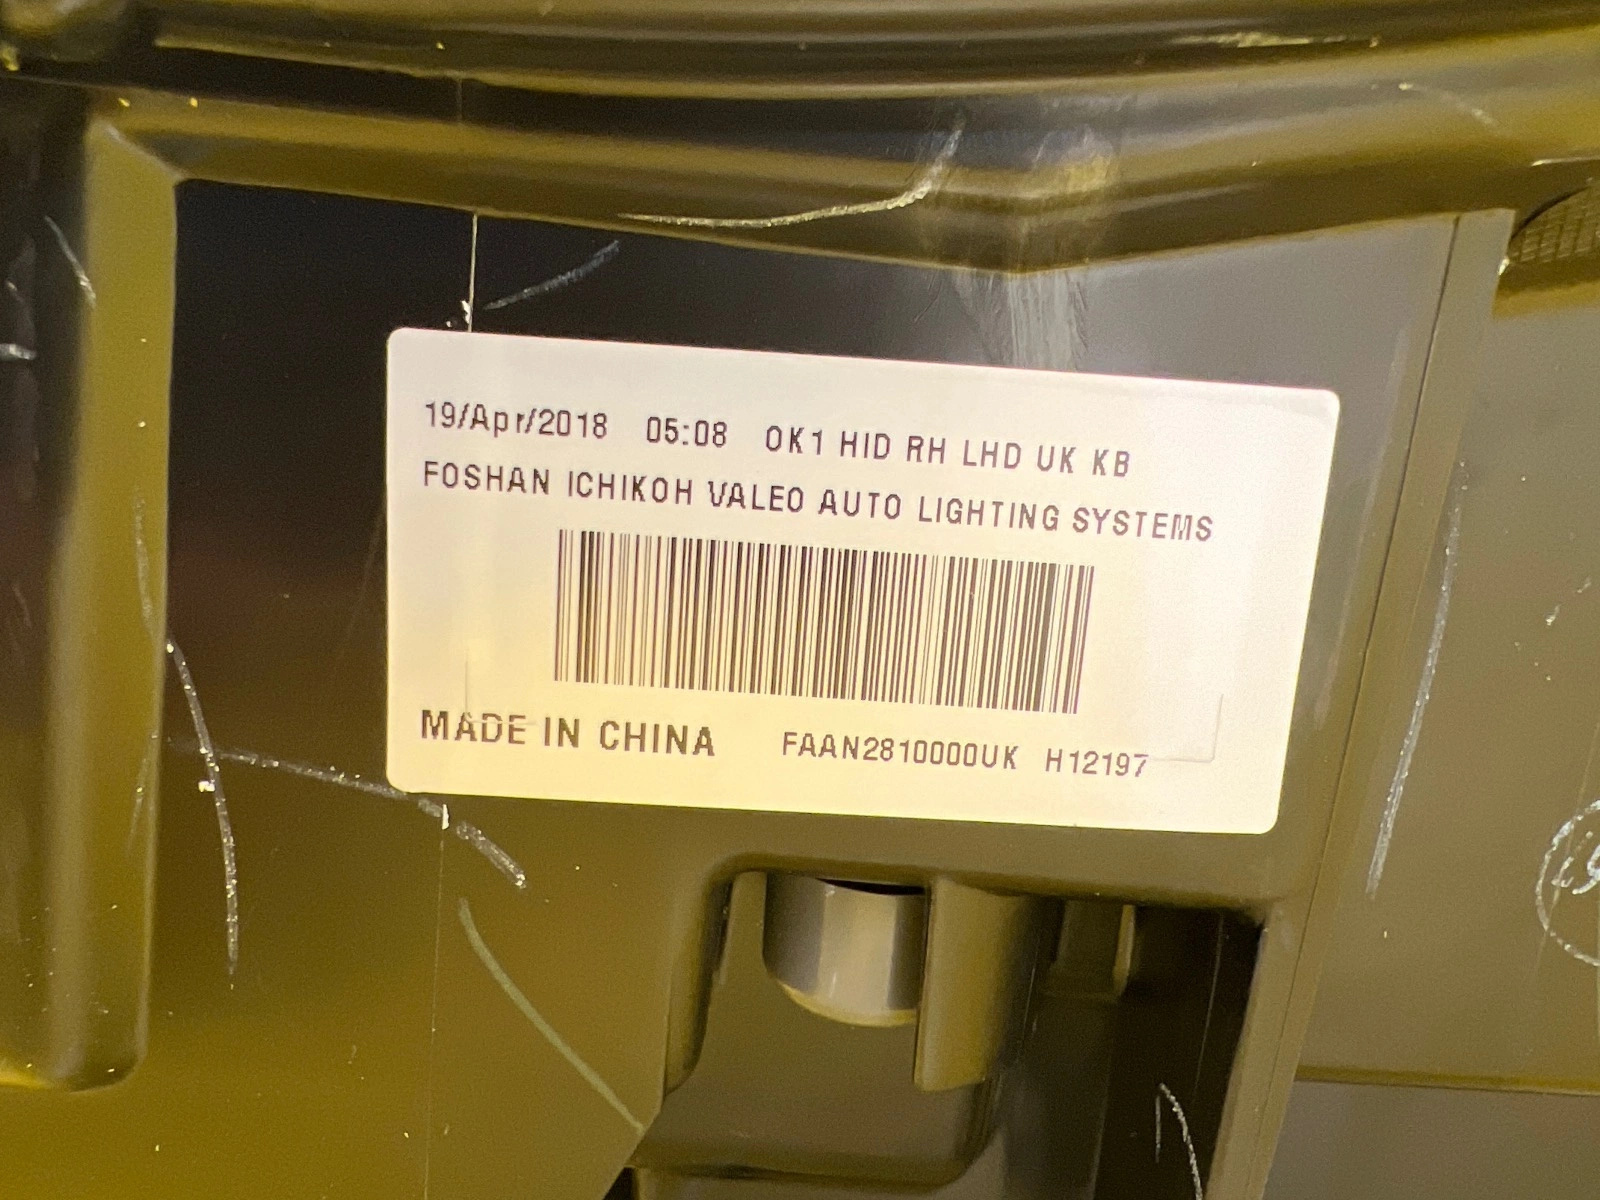 19/Apr/2018 05:08 OK1 HID RH LHD UK KB
FOSHAN ICHIKOH VALEO AUTO LIGHTING SYSTEMS
MADE IN CHINA FAAN2810000UK H12197